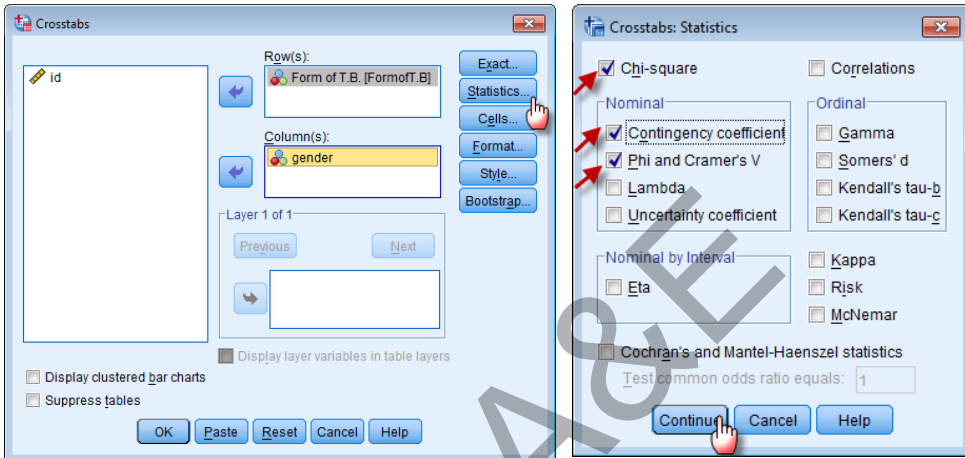 Crosstabs
id
Row(s):
Form of T.B. [FormofT.B]
Column(s):
gender
Layer 1 of 1
Previous
Next
Display layer variables in table layers
Display clustered bar charts
Suppress tables
OK
Paste
Reset
Cancel
Help
Exact...
Statistics...
Cells...
Format...
Style...
Bootstrap...
Crosstabs: Statistics
Chi-square
Correlations
Nominal
Contingency coefficient
Phi and Cramer's V
Lambda
Uncertainty coefficient
Ordinal
Gamma
Somers' d
Kendall's tau-b
Kendall's tau-c
Nominal by Interval
Eta
Kappa
Risk
McNemar
Cochran's and Mantel-Haenszel statistics
Test common odds ratio equals: 1
Continue
Cancel
Help
A&E